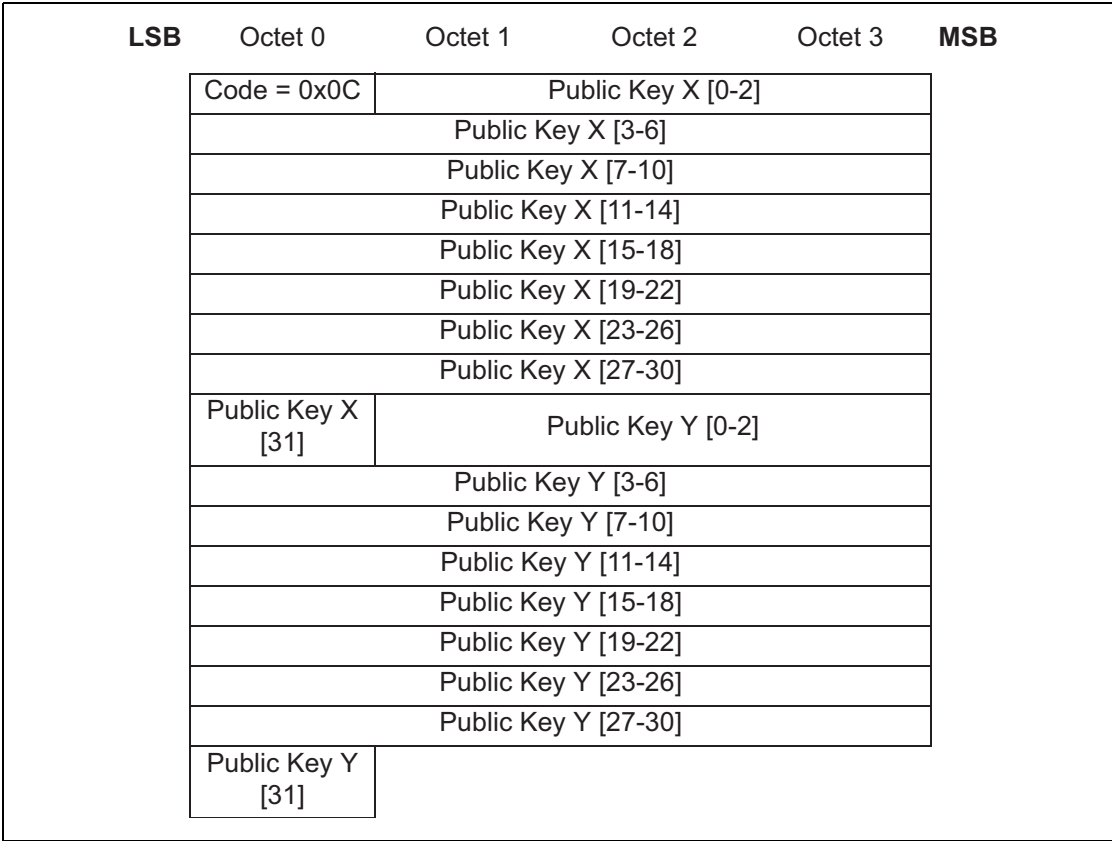 LSB Octet 0 Octet 1 Octet 2 Octet 3 MSB
Code = 0x0C Public Key X [0-2]
Public Key X [3-6]
Public Key X [7-10]
Public Key X [11-14]
Public Key X [15-18]
Public Key X [19-22]
Public Key X [23-26]
Public Key X [27-30]
Public Key X
[31]
Public Key Y [0-2]
Public Key Y [3-6]
Public Key Y [7-10]
Public Key Y [11-14]
Public Key Y [15-18]
Public Key Y [19-22]
Public Key Y [23-26]
Public Key Y [27-30]
Public Key Y
[31]